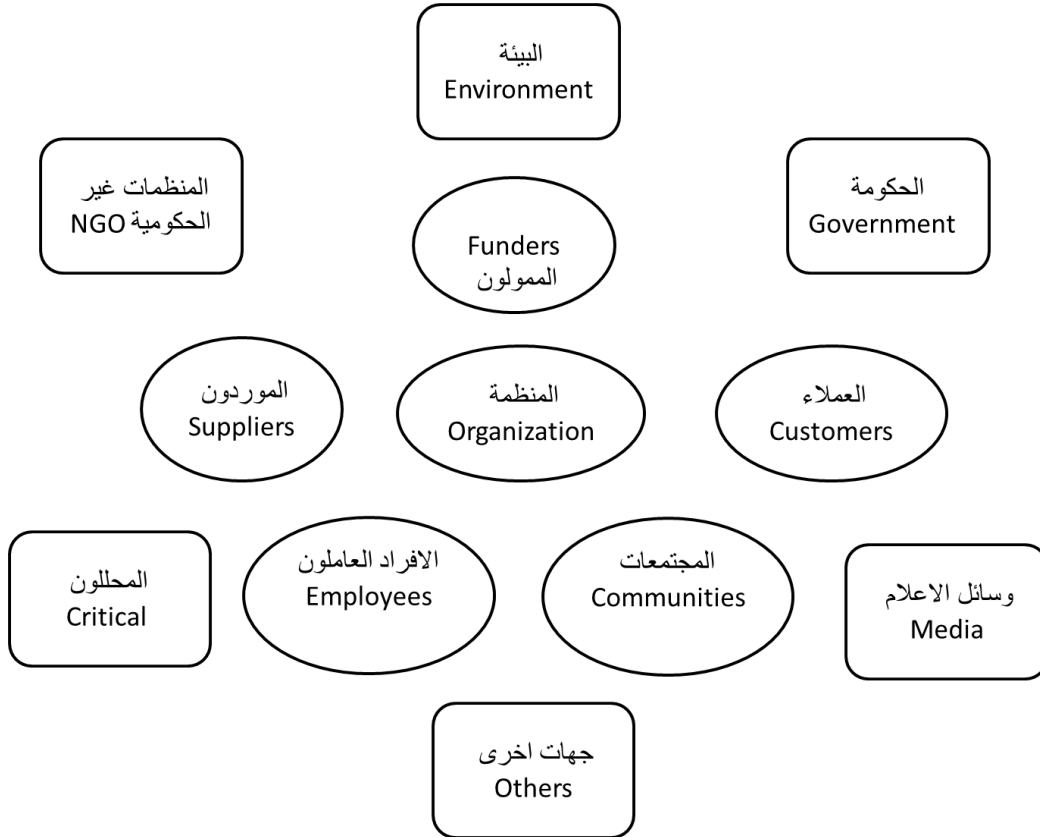 البيئة
Environment
المنظمات غير
الحكومية NGO
الحكومة
Government
Funders
الممولون
الموردون
Suppliers
المنظمة
Organization
العملاء
Customers
المحللون
Critical
الافراد العاملون
Employees
المجتمعات
Communities
وسائل الاعلام
Media
جهات اخرى
Others